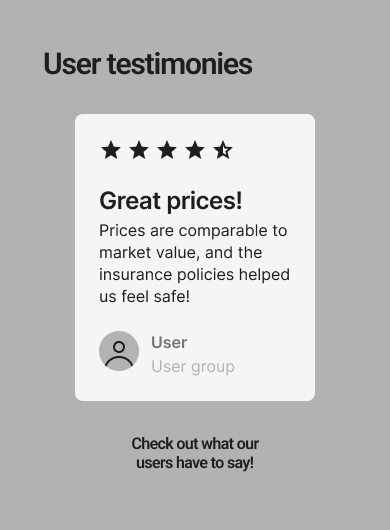 User testimonies
Great prices!
Prices are comparable to
market value, and the
insurance policies helped
us feel safe!
User
User group
Check out what our
users have to say!